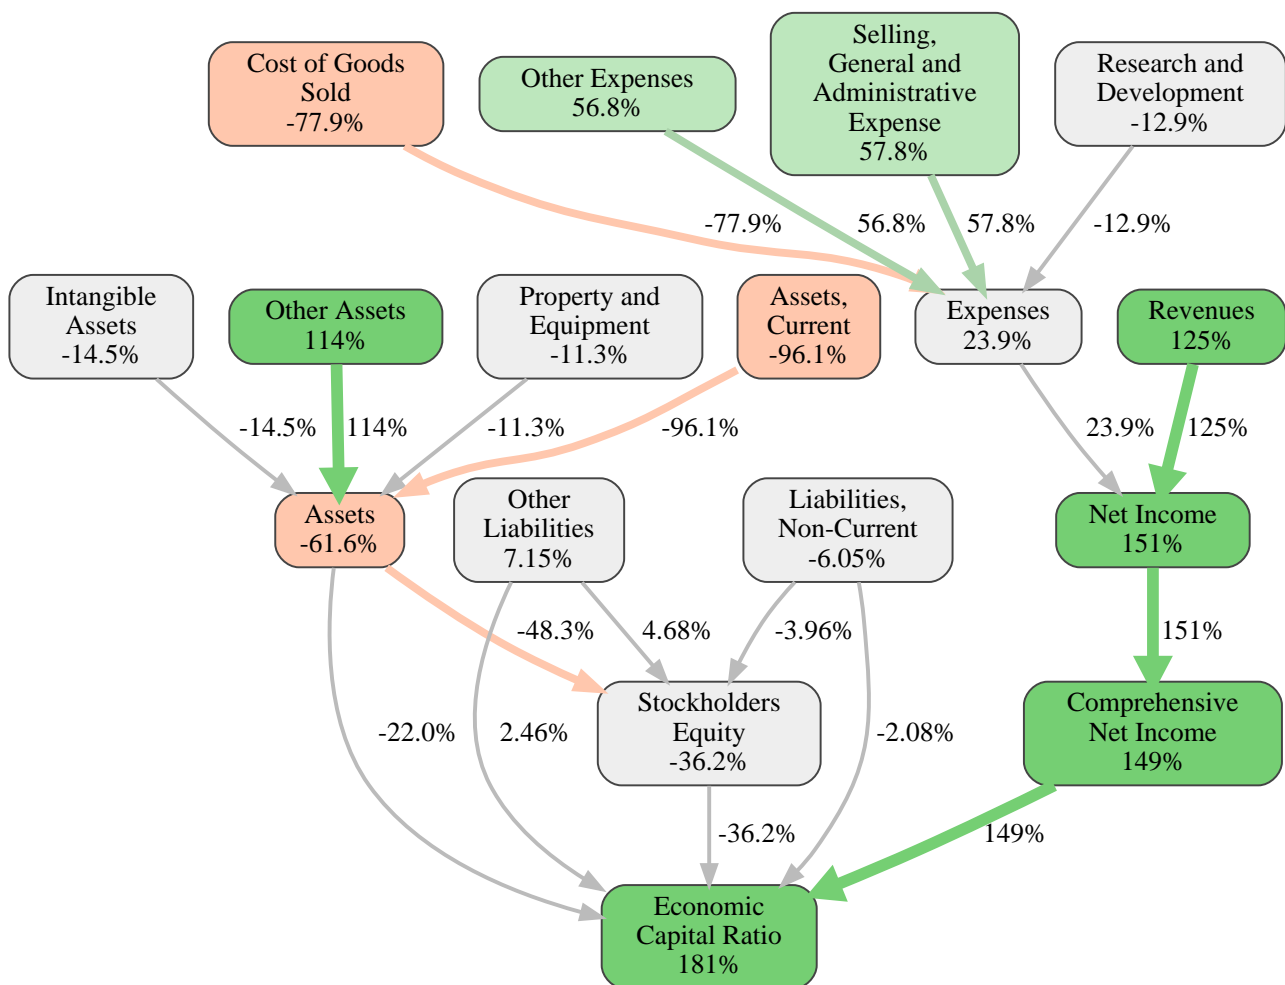 Cost of Goods
Sold
-77.9%
Other Expenses
56.8%
Selling,
General and
Administrative
Expense
57.8%
Research and
Development
-12.9%
-77.9%
56.8%
57.8%
-12.9%
Intangible
Assets
-14.5%
Other Assets
114%
Property and
Equipment
-11.3%
Assets,
Current
-96.1%
Expenses
23.9%
Revenues
125%
-14.5%
114%
-11.3%
-96.1%
23.9%
125%
Assets
-61.6%
Other
Liabilities
7.15%
Liabilities,
Non-Current
-6.05%
Net Income
151%
-48.3%
4.68%
-3.96%
151%
Stockholders
Equity
-36.2%
Comprehensive
Net Income
149%
-22.0%
2.46%
-2.08%
-36.2%
149%
Economic
Capital Ratio
181%